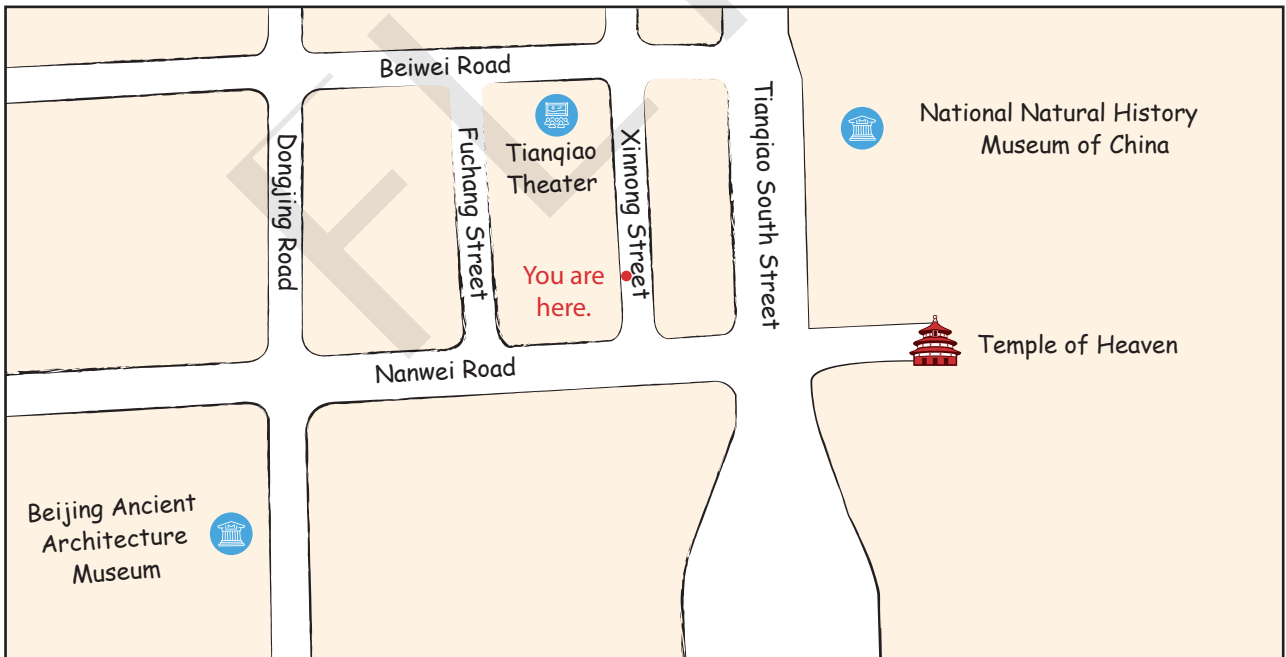 Beiwei Road
National Natural History
Museum of China
Tianqiao
Theater
Dongjing Road
Fuchang Street
Xinnong Street
Tianqiao South Street
You are
here.
Temple of Heaven
Nanwei Road
Beijing Ancient
Architecture
Museum